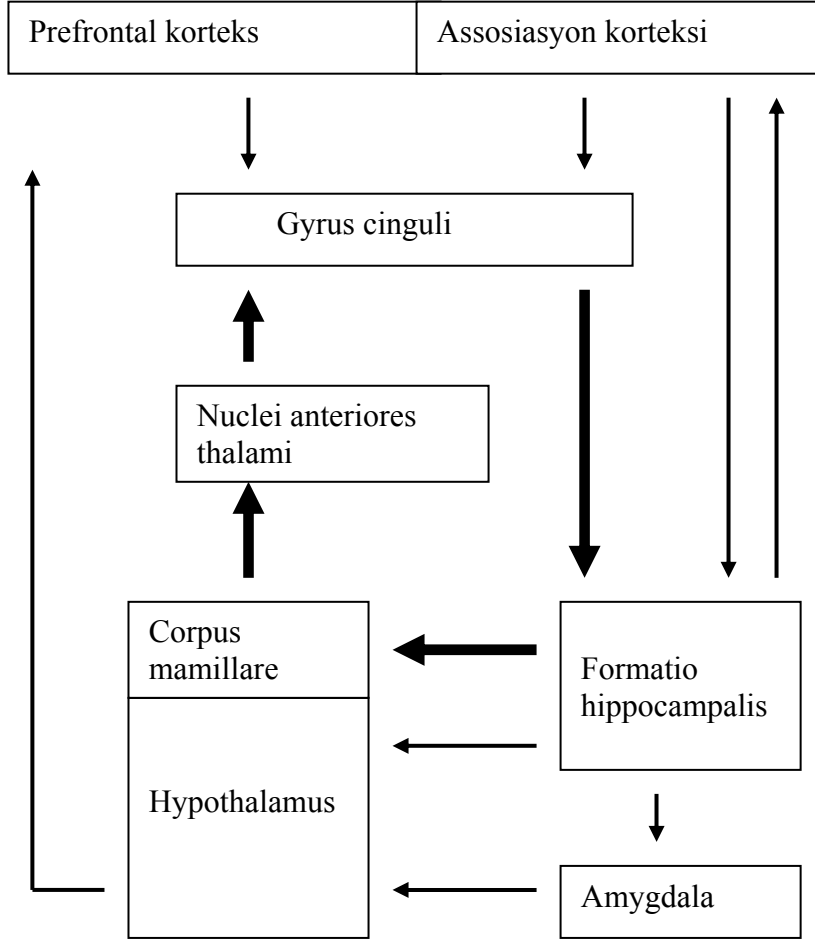 Prefrontal korteks
Assosiasyon korteksi
Gyrus cinguli
Nuclei anteriores
thalami
Corpus
mamillare
Formatio
hippocampalis
Hypothalamus
Amygdala